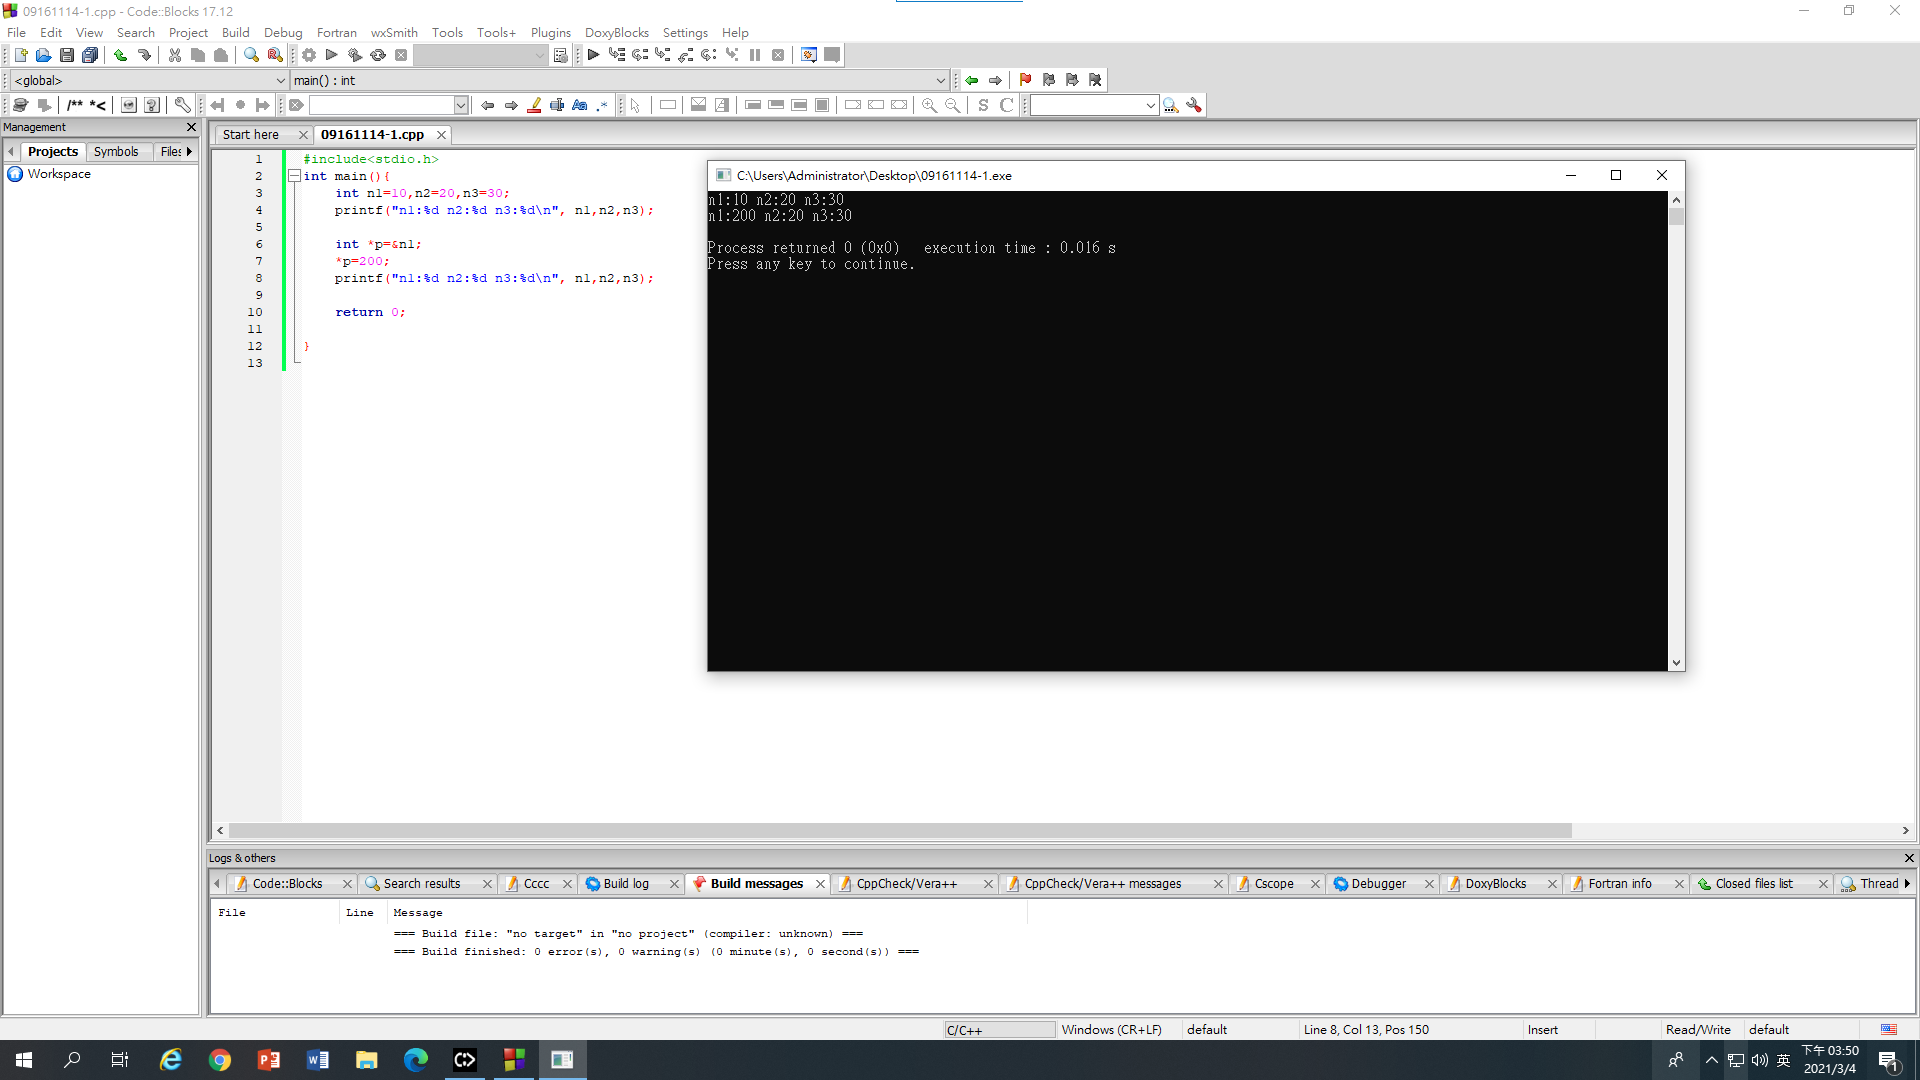 09161114-1.cpp - Code::Blocks 17.12
File Edit View Search Project Build Debug Fortran wxSmith Tools Tools+ Plugins DoxyBlocks Settings Help
<global> main() : int
/** *<
S C
Management
Projects Symbols Files
Workspace
Start here 09161114-1.cpp
1 #include<stdio.h>
2 int main(){
3 int n1=10,n2=20,n3=30;
4 printf("n1:%d n2:%d n3:%d\n", n1,n2,n3);
5
6 int *p=&n1;
7 *p=200;
8 printf("n1:%d n2:%d n3:%d\n", n1,n2,n3);
9
10 return 0;
11
12 }
13
C:\Users\Administrator\Desktop\09161114-1.exe
n1:10 n2:20 n3:30
n1:200 n2:20 n3:30
Process returned 0 (0x0) execution time : 0.016 s
Press any key to continue.
Logs & others
Code::Blocks Search results Cccc Build log Build messages CppCheck/Vera++ CppCheck/Vera++ messages Cscope Debugger DoxyBlocks Fortran info Closed files list Thread
File Line Message
=== Build file: "no target" in "no project" (compiler: unknown) ===
=== Build finished: 0 error(s), 0 warning(s) (0 minute(s), 0 second(s)) ===
C/C++ Windows (CR+LF) default Line 8, Col 13, Pos 150 Insert Read/Write default
英 下午 03:50
2021/3/4
1